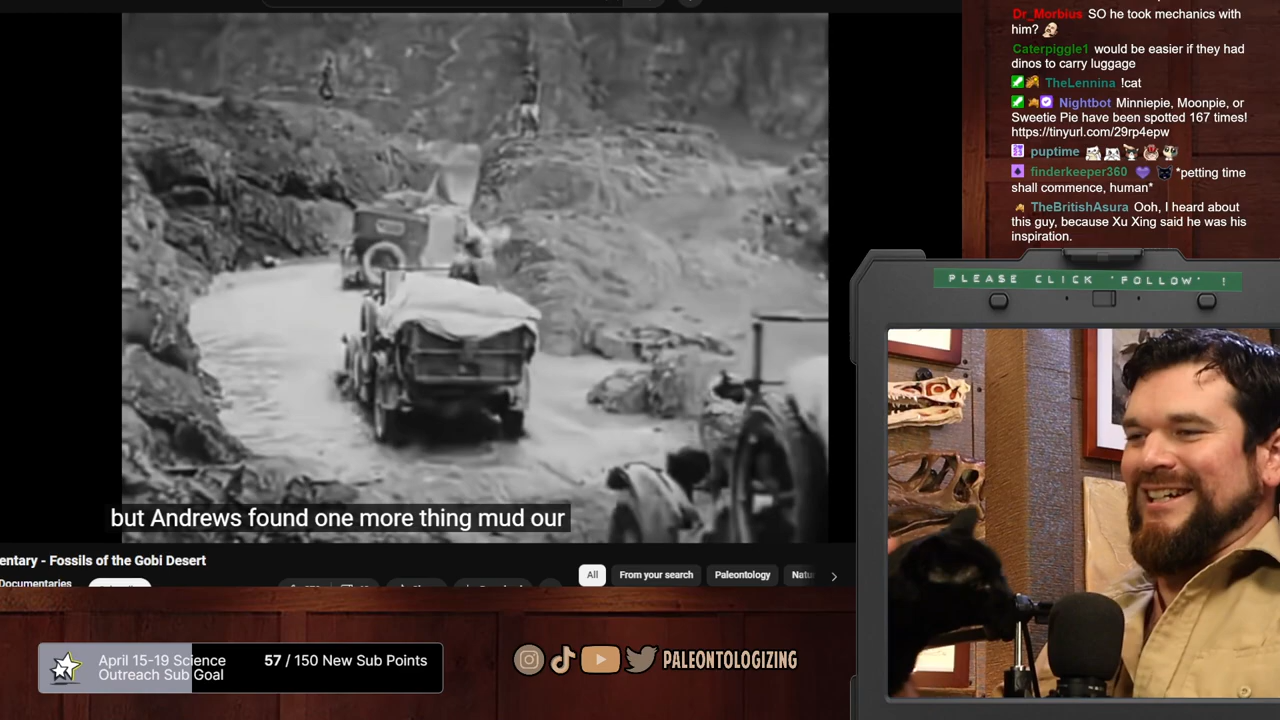 Dr_Morbius SO he took mechanics with
him?
Caterpiggle1 would be easier if they had
dinos to carry luggage
TheLennina !cat
Nightbot Minniepie, Moonpie, or
Sweetie Pie have been spotted 167 times!
https://tinyurl.com/29rp4epw
puptime
finderkeeper360 *petting time
shall commence, human*
TheBritishAsura Ooh, I heard about
this guy, because Xu Xing said he was his
inspiration.
PLEASE CLICK "FOLLOW" !
but Andrews found one more thing mud our
entary - Fossils of the Gobi Desert
Documentaries
All
From your search
Paleontology
Natu
April 15-19 Science
Outreach Sub Goal
57 / 150 New Sub Points
PALEONTOLOGIZING